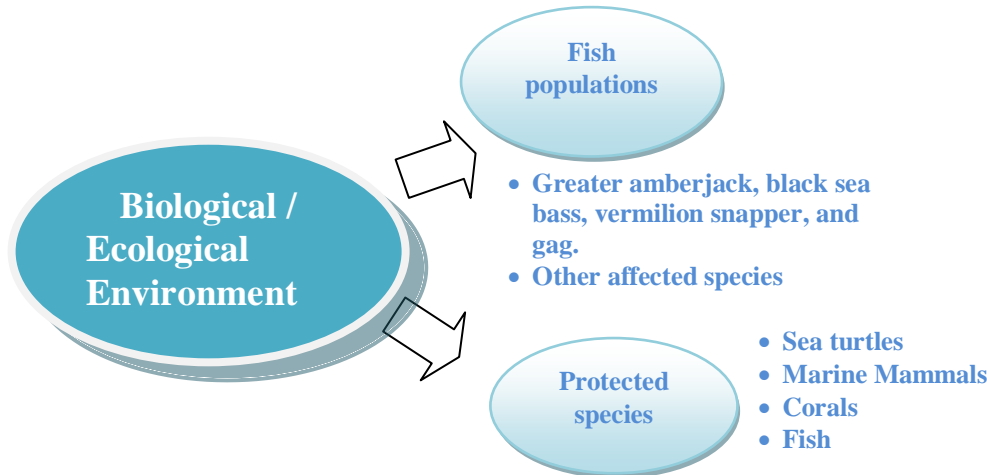 Biological /
Ecological
Environment
Fish
populations
• Greater amberjack, black sea
bass, vermilion snapper, and
gag.
• Other affected species
Protected
species
• Sea turtles
• Marine Mammals
• Corals
• Fish